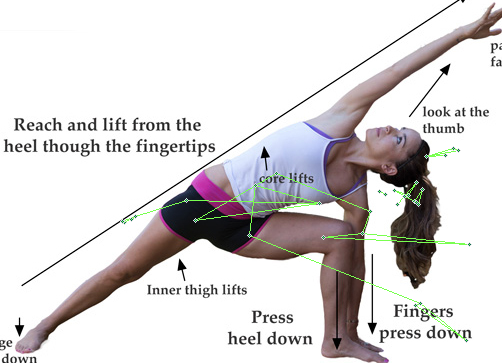 pa
fa
look at the
thumb
Reach and lift from the
heel though the fingertips
core lifts
Inner thigh lifts
Press
heel down
Fingers
press down
ge
down